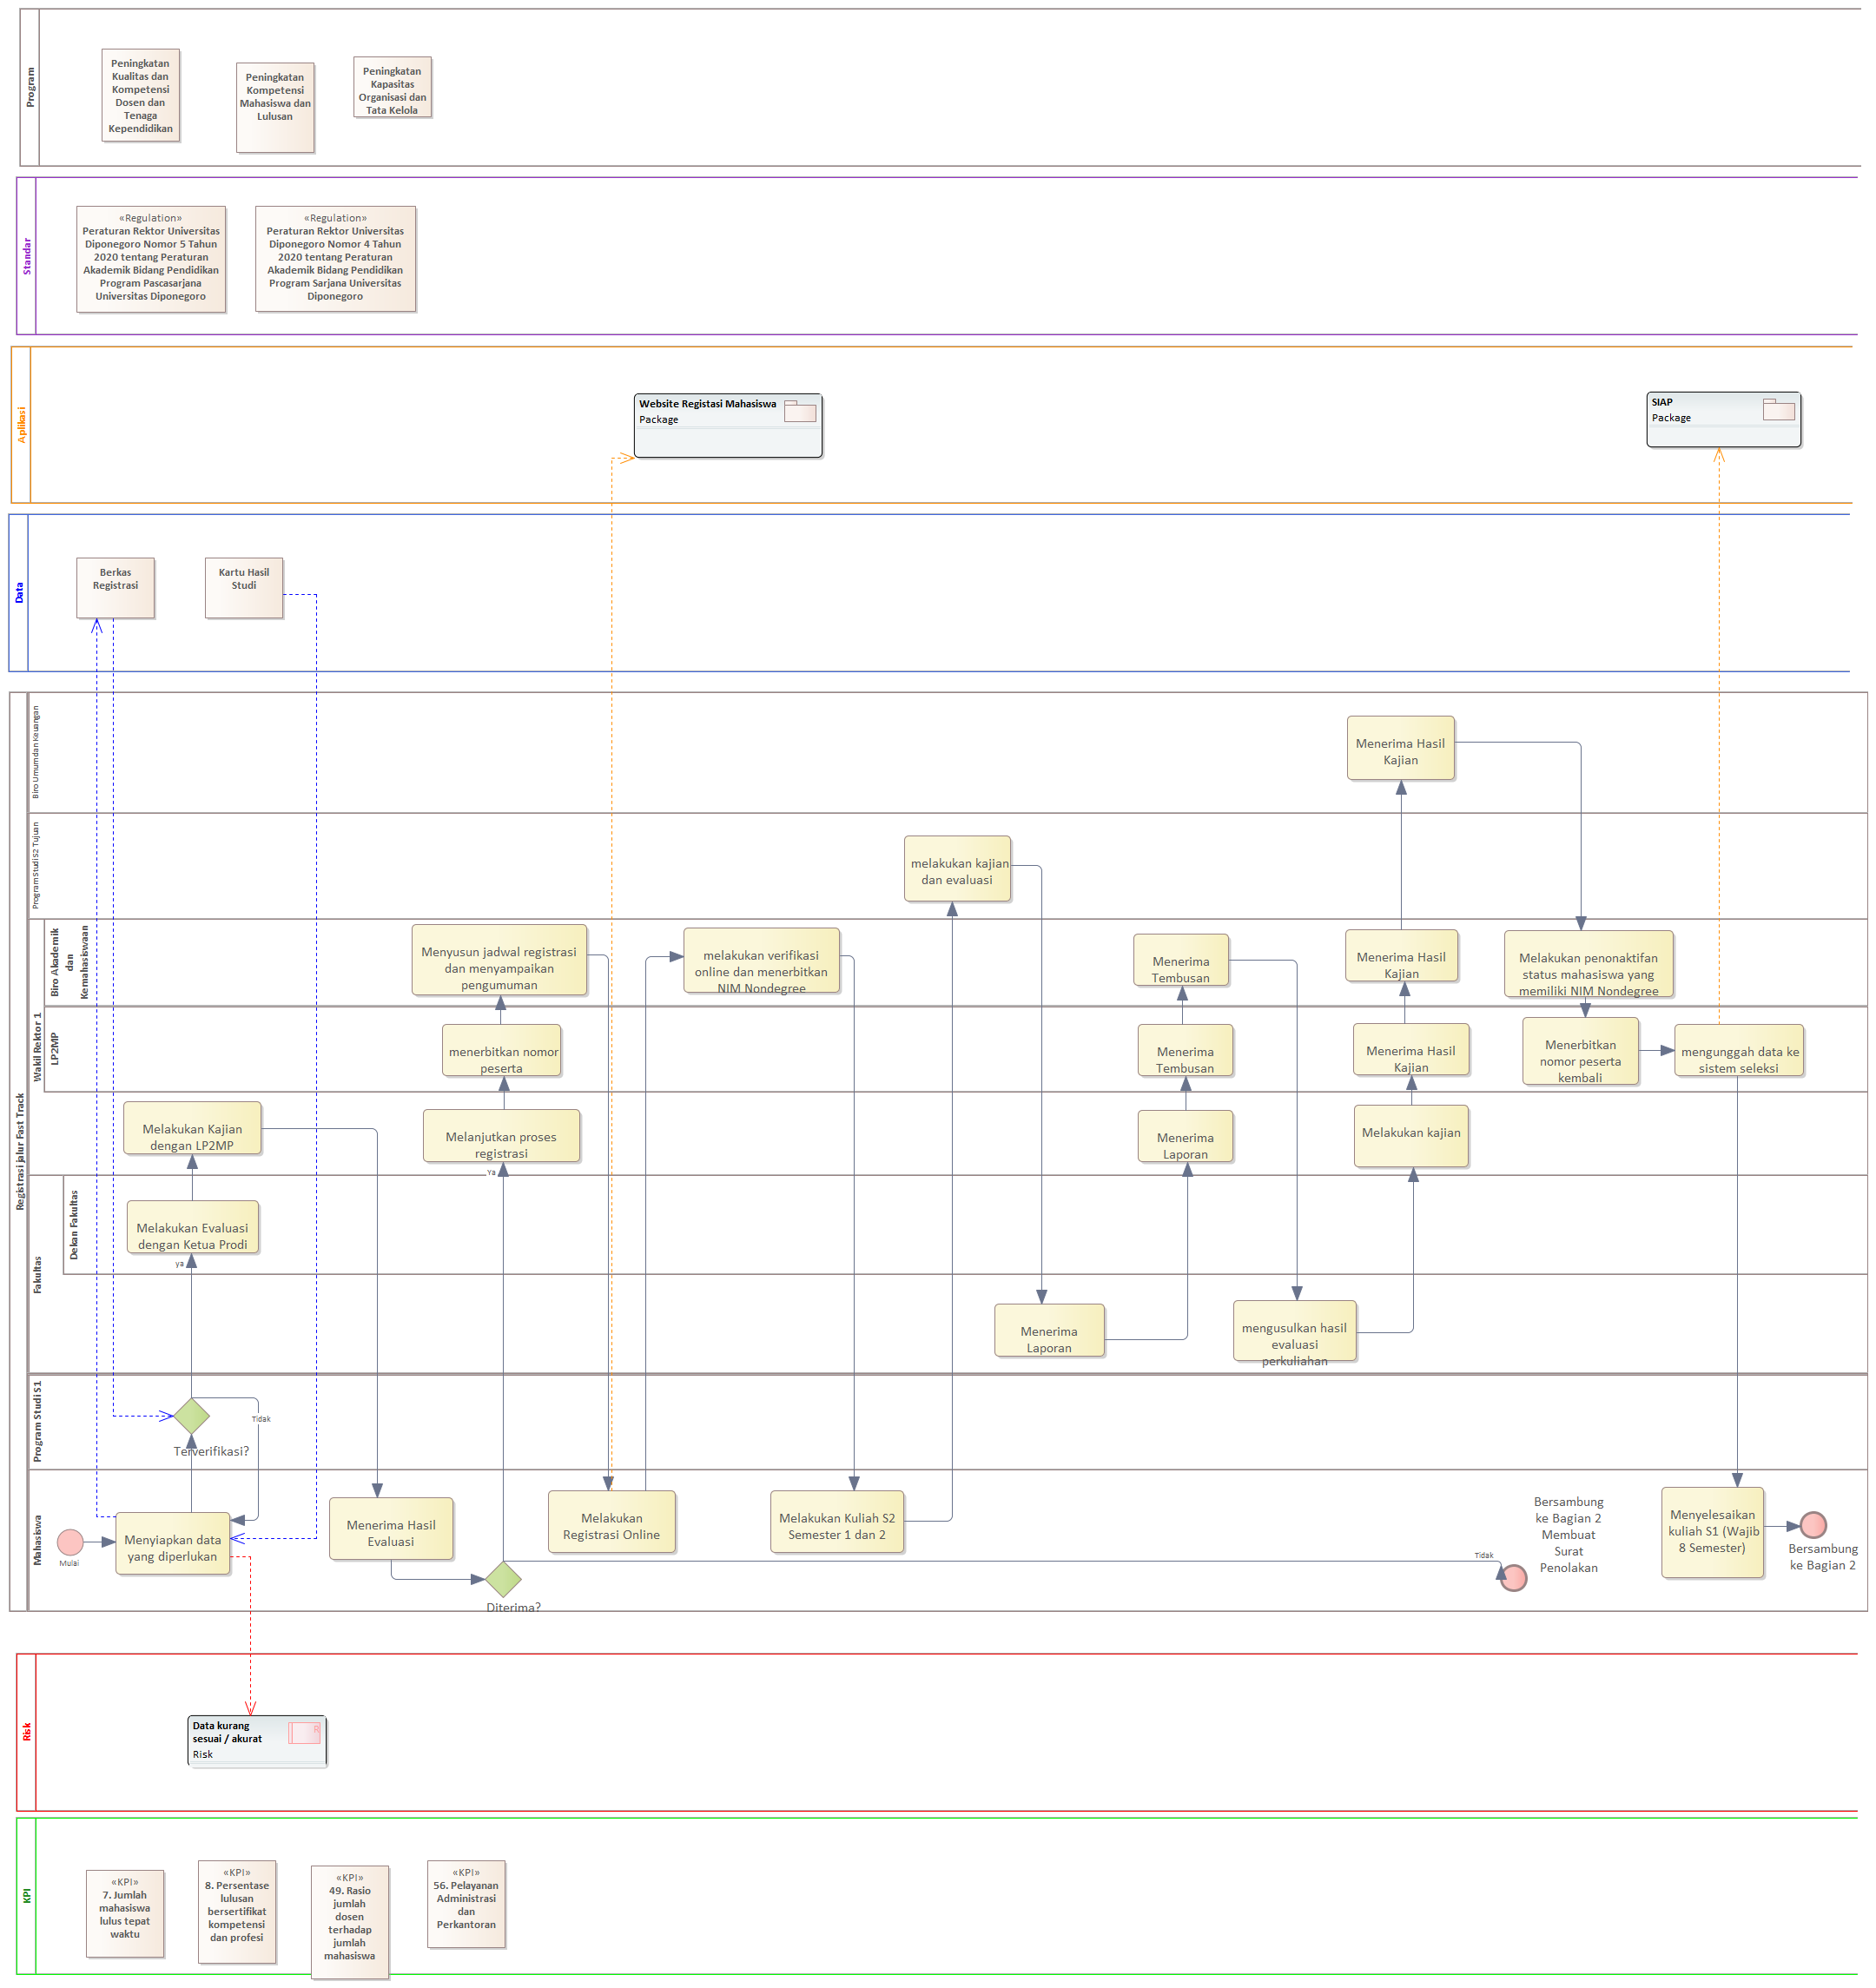 Program
Peningkatan
Kualitas dan
Kompetensi
Dosen dan
Tenaga
Kependidikan
Peningkatan
Kompetensi
Mahasiswa dan
Lulusan
Peningkatan
Kapasitas
Organisasi dan
Tata Kelola
Standar
«Regulation»
Peraturan Rektor Universitas
Diponegoro Nomor 5 Tahun
2020 tentang Peraturan
Akademik Bidang Pendidikan
Program Pascasarjana
Universitas Diponegoro
«Regulation»
Peraturan Rektor Universitas
Diponegoro Nomor 4 Tahun
2020 tentang Peraturan
Akademik Bidang Pendidikan
Program Sarjana Universitas
Diponegoro
Aplikasi
Website Registasi Mahasiswa
Package
SIAP
Package
Data
Berkas
Registrasi
Kartu Hasil
Studi
Registrasi jalur Fast Track
Biro Umum dan Keuangan
Menerima Hasil
Kajian
Program Studi S2 Tujuan
melakukan kajian
dan evaluasi
Wakil Rektor 1
Biro Akademik
dan
Kemahasiswaan
Menyusun jadwal registrasi
dan menyampaikan
pengumuman
melakukan verifikasi
online dan menerbitkan
NIM Nondegree
Menerima
Tembusan
Menerima Hasil
Kajian
Melakukan penonaktifan
status mahasiswa yang
memiliki NIM Nondegree
LP2MP
menerbitkan nomor
peserta
Menerima
Tembusan
Menerima Hasil
Kajian
Menerbitkan
nomor peserta
kembali
mengunggah data ke
sistem seleksi
Melakukan Kajian
dengan LP2MP
Melanjutkan proses
registrasi
Ya
Menerima
Laporan
Melakukan kajian
Fakultas
Dekan Fakultas
Melakukan Evaluasi
dengan Ketua Prodi
ya
Menerima
Laporan
mengusulkan hasil
evaluasi
perkuliahan
Program Studi S1
Tidak
Terverifikasi?
Mahasiswa
Mulai
Menyiapkan data
yang diperlukan
Menerima Hasil
Evaluasi
Diterima?
Melakukan
Registrasi Online
Melakukan Kuliah S2
Semester 1 dan 2
Tidak
Bersambung
ke Bagian 2
Membuat
Surat
Penolakan
Menyelesaikan
kuliah S1 (Wajib
8 Semester)
Bersambung
ke Bagian 2
Risk
Data kurang
sesuai / akurat
Risk
KPI
«KPI»
7. Jumlah
mahasiswa
lulus tepat
waktu
«KPI»
8. Persentase
lulusan
bersertifikat
kompetensi
dan profesi
«KPI»
49. Rasio
jumlah
dosen
terhadap
jumlah
mahasiswa
«KPI»
56. Pelayanan
Administrasi
dan
Perkantoran